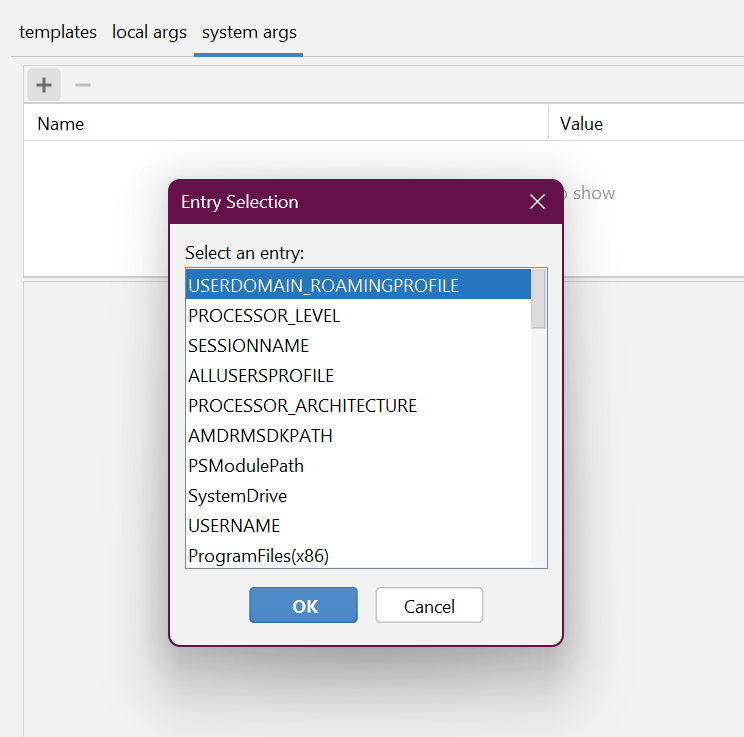 templates local args system args
Name Value
show
Entry Selection
Select an entry:
USERDOMAIN_ROAMINGPROFILE
PROCESSOR_LEVEL
SESSIONNAME
ALLUSERSPROFILE
PROCESSOR_ARCHITECTURE
AMDRMSDKPATH
PSModulePath
SystemDrive
USERNAME
ProgramFiles(x86)
OK Cancel